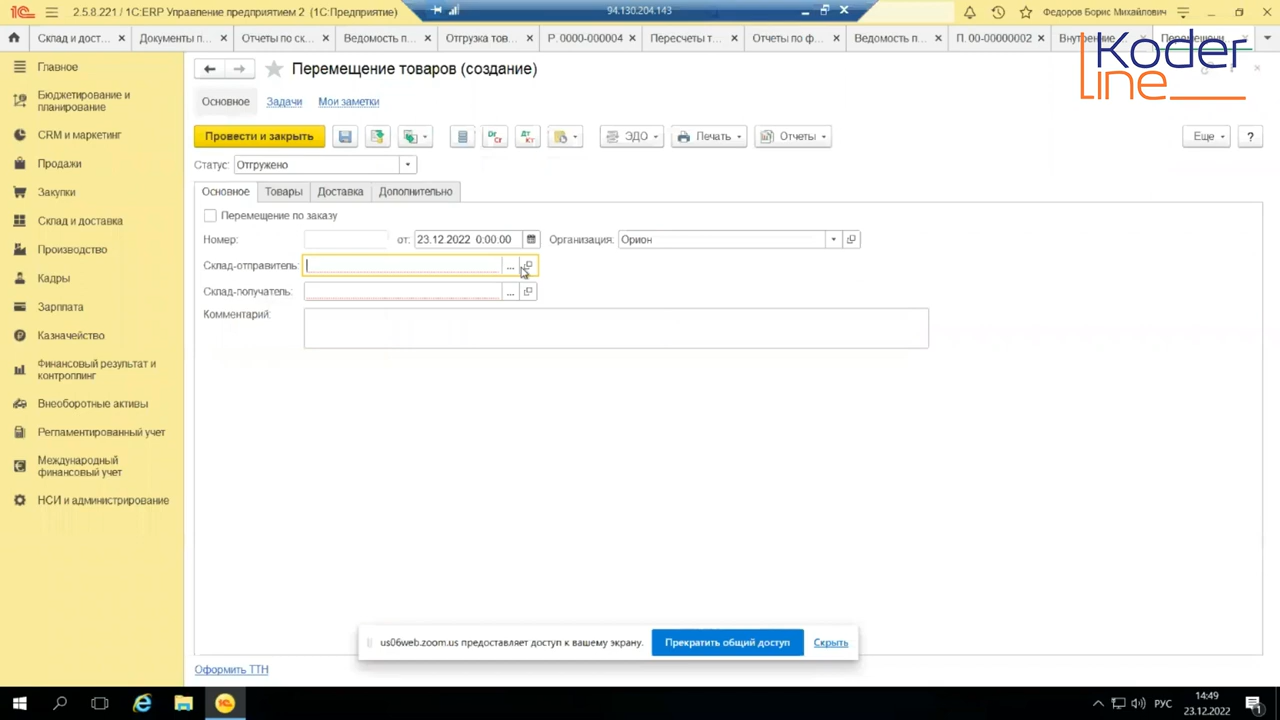 2.5.8.221 / 1С:ERP Управление предприятием 2 (1С:Предприятие)
94.130.204.143
Федоров Борис Михайлович
Склад и дост...
Документы п...
Отчеты по ск...
Ведомость п...
Отгрузка тов...
Р. 0000-000004
Пересчеты т...
Отчеты по ф...
Ведомость п...
П. 00-00000002
Koder
line
Главное
Бюджетирование и
планирование
CRM и маркетинг
Продажи
Закупки
Склад и доставка
Производство
Кадры
Зарплата
Казначейство
Финансовый результат и
контроллинг
Внеоборотные активы
Регламентированный учет
Международный
финансовый учет
НСИ и администрирование
Перемещение товаров (создание)
Основное Задачи Мои заметки
Провести и закрыть
Dr Cr
Дт Кт
ЭДО
Печать
Отчеты
Еще
?
Статус: Отгружено
Основное Товары Доставка Дополнительно
Перемещение по заказу
Номер: от: 23.12.2022 0:00:00 Организация: Орион
Склад-отправитель:
Склад-получатель:
Комментарий:
us06web.zoom.us предоставляет доступ к вашему экрану. Прекратить общий доступ Скрыть
Оформить ТТН
РУС
14:49
23.12.2022
1